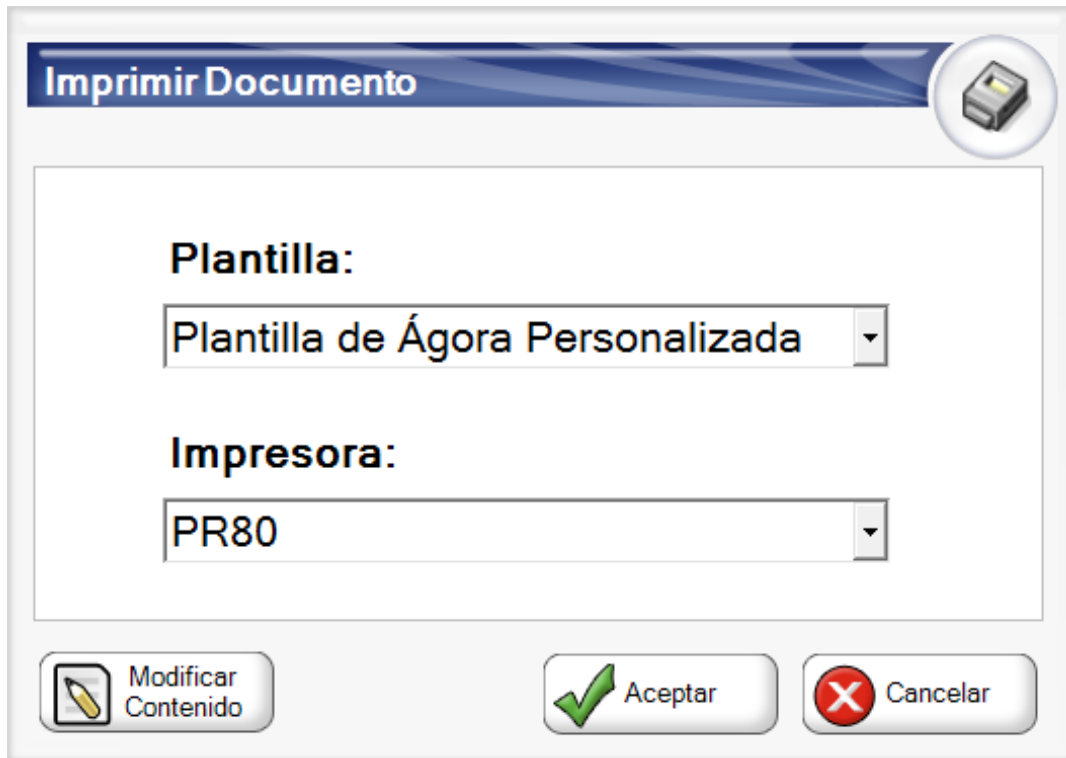 Imprimir Documento
Plantilla:
Plantilla de Ágora Personalizada
Impresora:
PR80
Modificar
Contenido
Aceptar
Cancelar